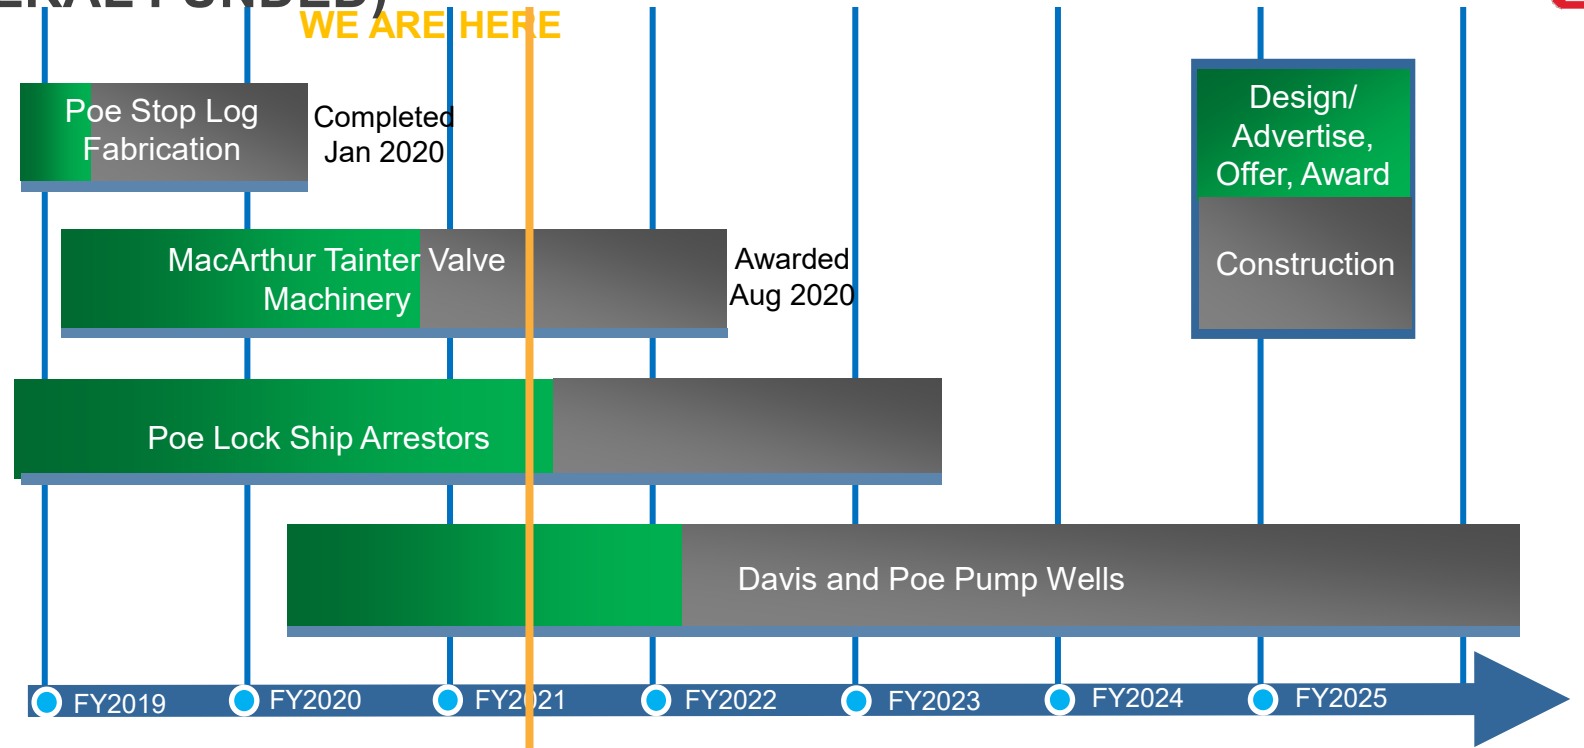 FUNDED)
WE ARE HERE
Poe Stop Log
Fabrication
Completed
Jan 2020
Design/
Advertise,
Offer, Award
Construction
MacArthur Tainter Valve
Machinery
Awarded
Aug 2020
Poe Lock Ship Arrestors
Davis and Poe Pump Wells
FY2019
FY2020
FY2021
FY2022
FY2023
FY2024
FY2025